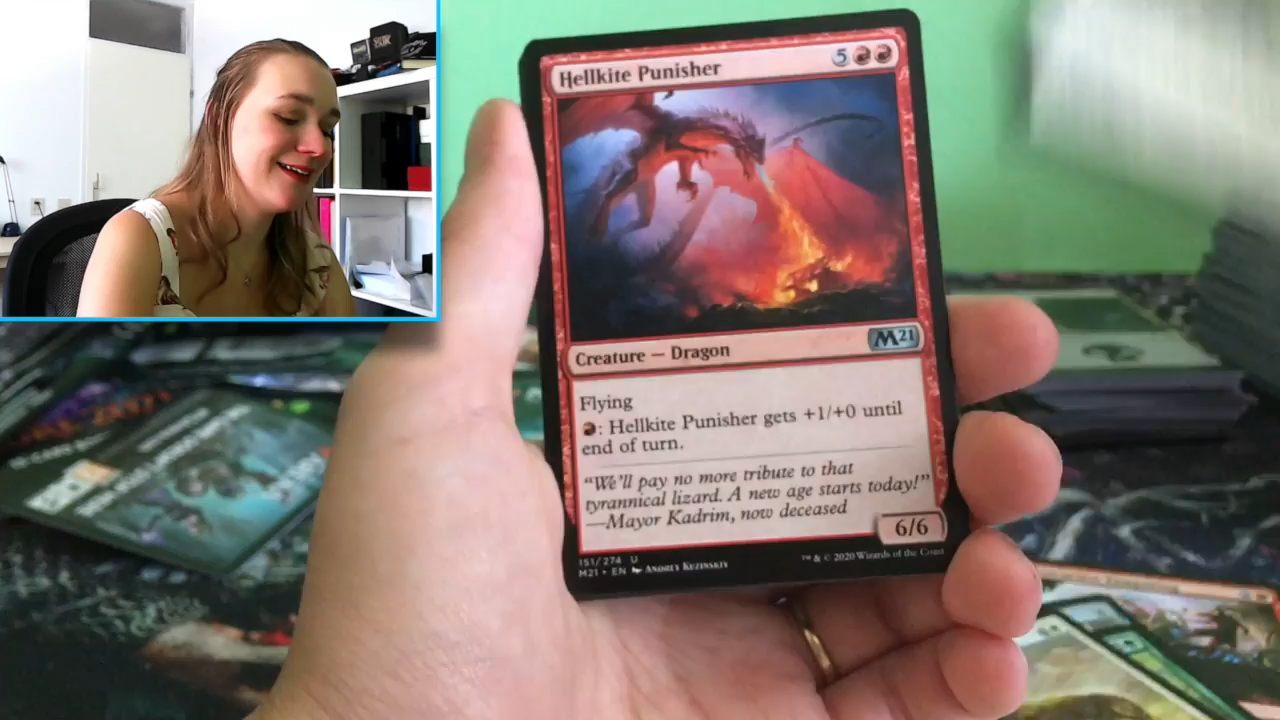 Hellkite Punisher 5
Creature — Dragon M21
Flying
: Hellkite Punisher gets +1/+0 until
end of turn.
“We’ll pay no more tribute to that
tyrannical lizard. A new age starts today!”
—Mayor Kadrim, now deceased
6/6
151/274 U
M21 • EN Andrey Kuzinskiy
™ & © 2020 Wizards of the Coast